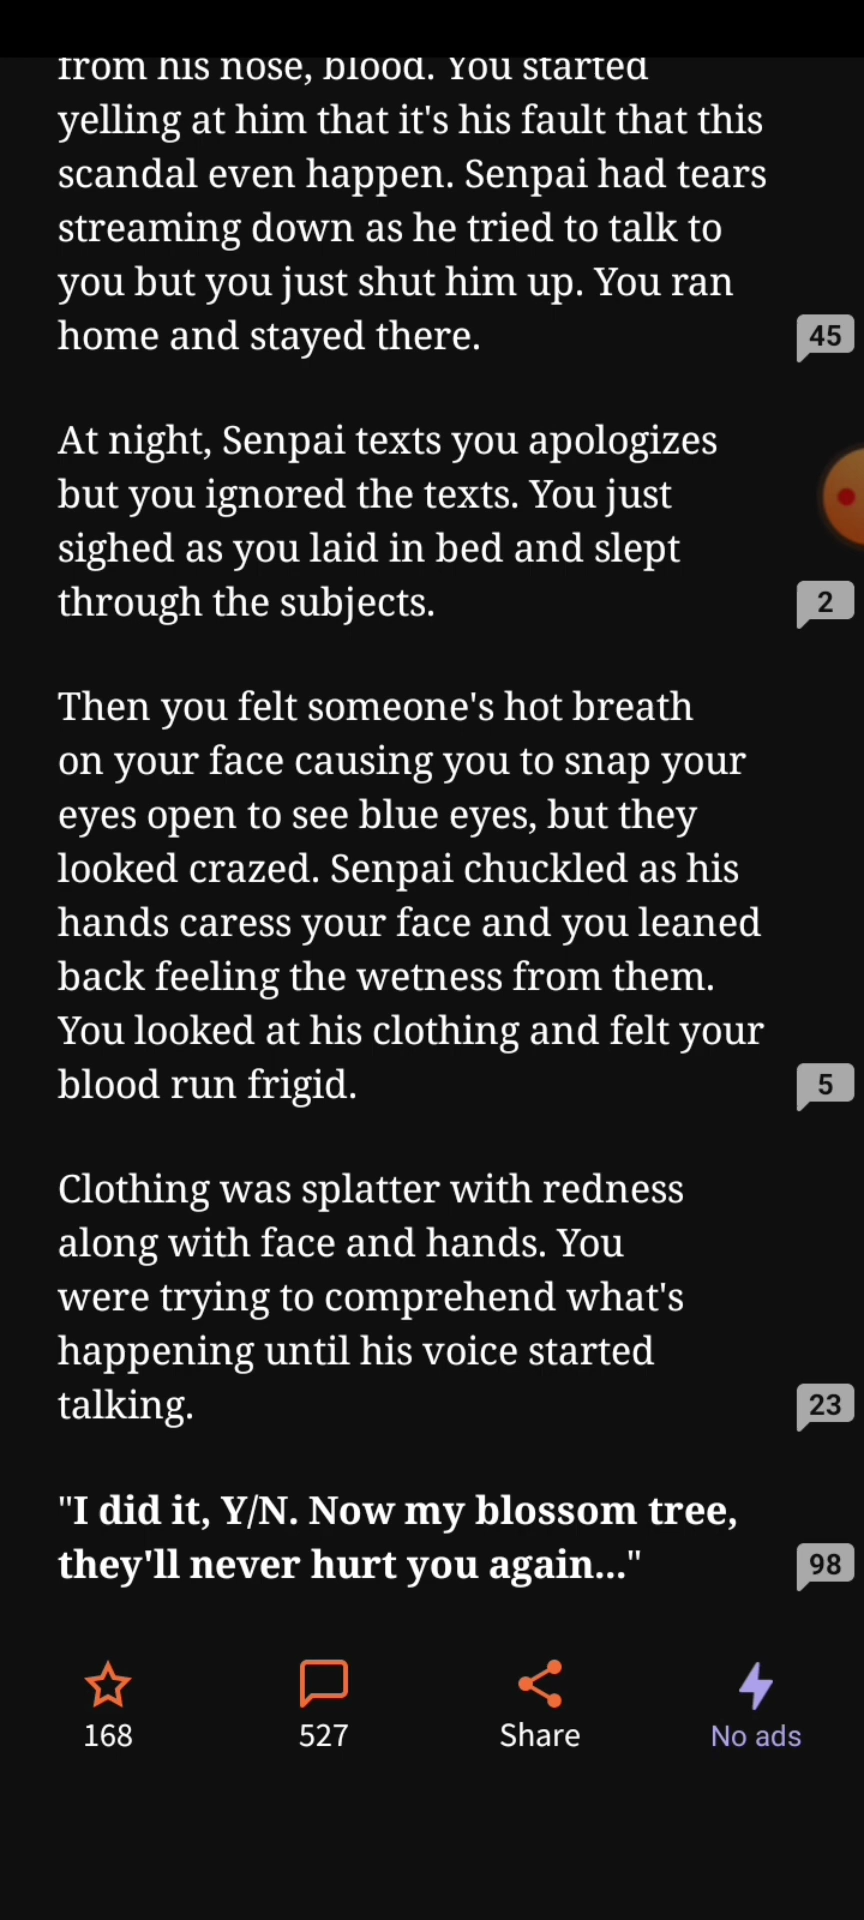 from his nose, blood. You started
yelling at him that it's his fault that this
scandal even happen. Senpai had tears
streaming down as he tried to talk to
you but you just shut him up. You ran
home and stayed there.
45
At night, Senpai texts you apologizes
but you ignored the texts. You just
sighed as you laid in bed and slept
through the subjects.
2
Then you felt someone's hot breath
on your face causing you to snap your
eyes open to see blue eyes, but they
looked crazed. Senpai chuckled as his
hands caress your face and you leaned
back feeling the wetness from them.
You looked at his clothing and felt your
blood run frigid.
5
Clothing was splatter with redness
along with face and hands. You
were trying to comprehend what's
happening until his voice started
talking.
23
"I did it, Y/N. Now my blossom tree,
they'll never hurt you again..."
98
168
527
Share
No ads